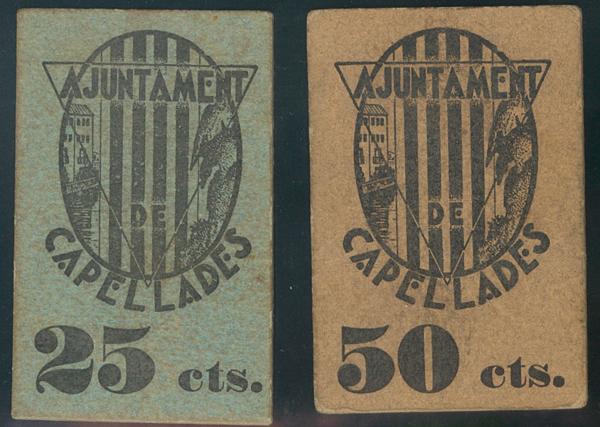 AJUNTAMENT
DE
CAPELLADES
25 cts.
AJUNTAMENT
DE
CAPELLADES
50 cts.